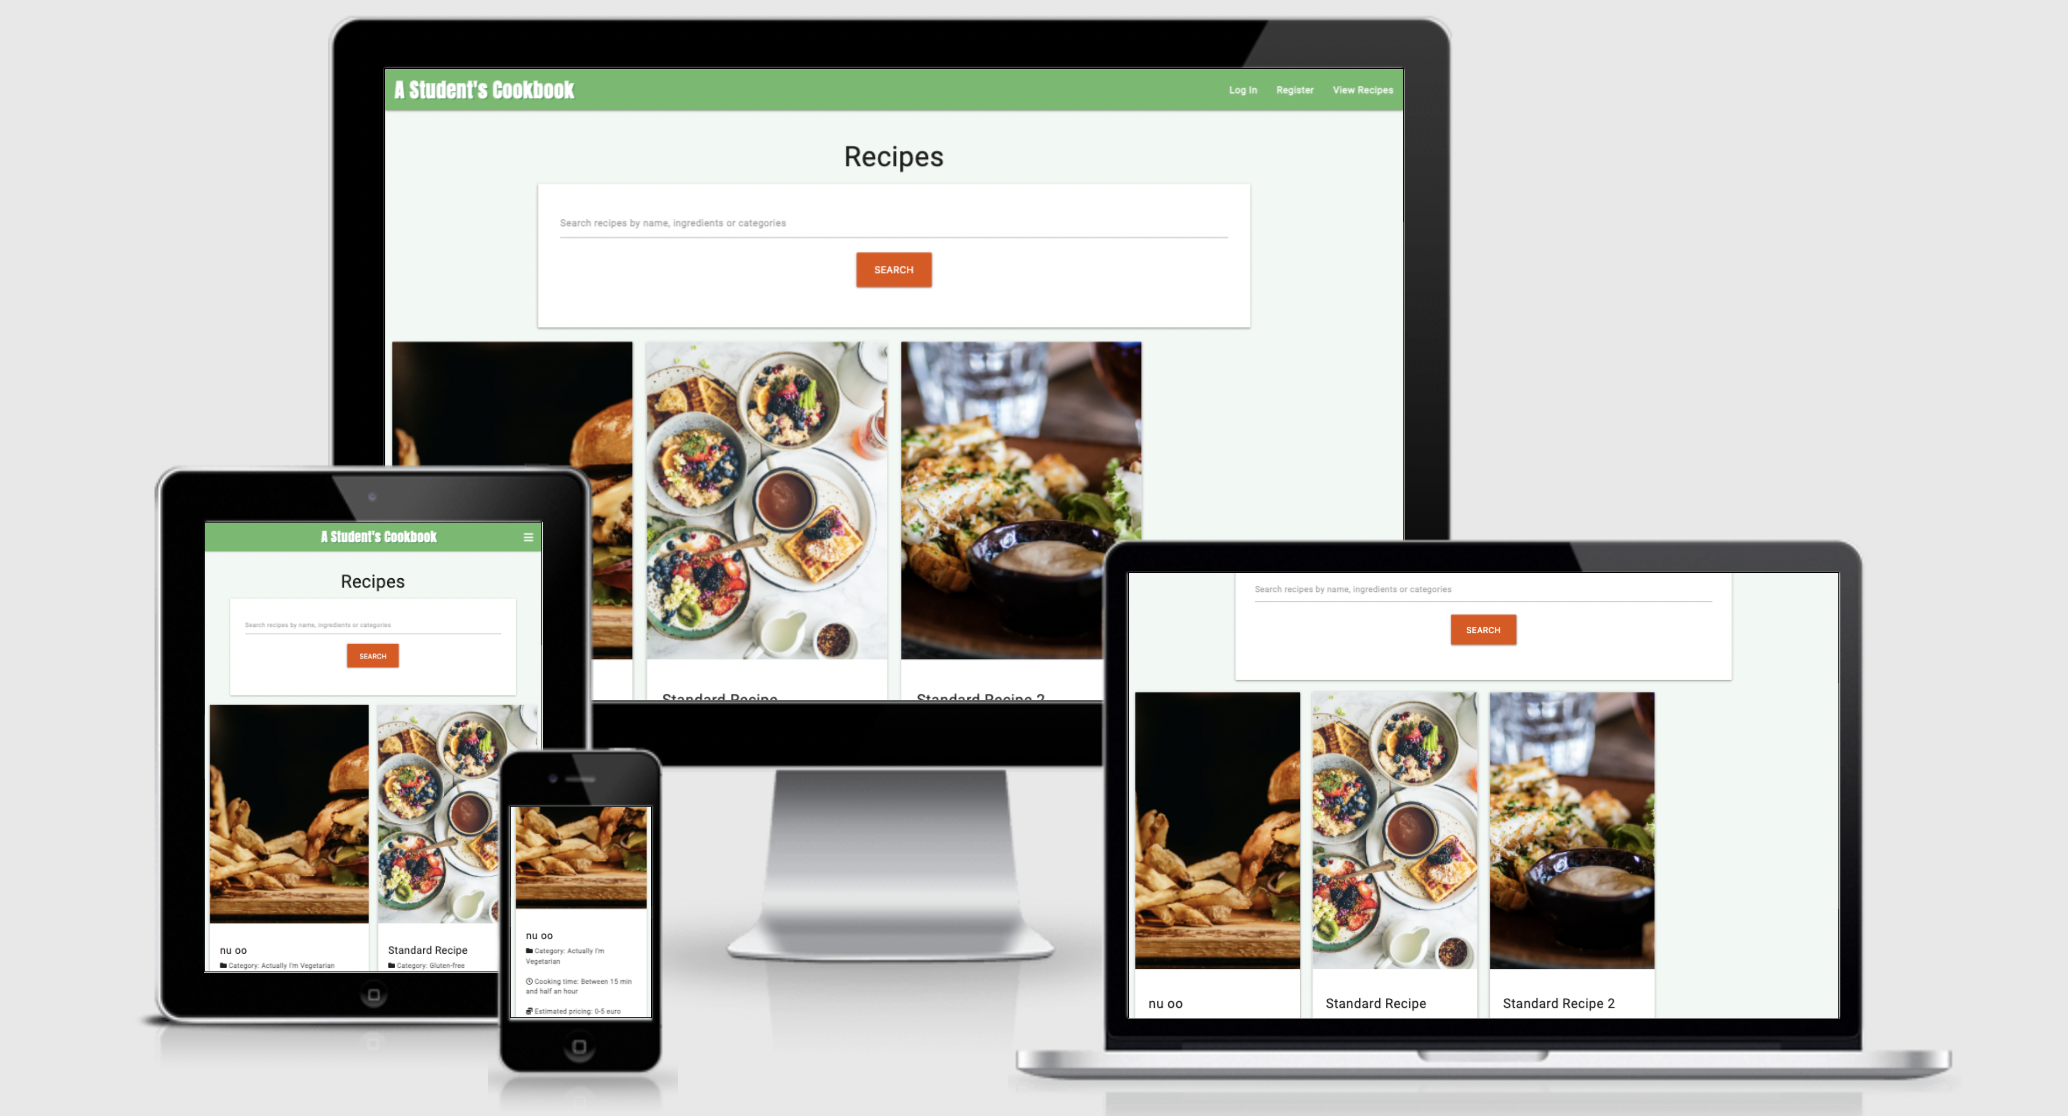 A Student's Cookbook
Log In Register View Recipes
Recipes
Search recipes by name, ingredients or categories
SEARCH
Standard Recipe
Standard Recipe 2
A Student's Cookbook
Recipes
Search recipes by name, ingredients or categories
SEARCH
nu oo
Category: Actually I'm Vegetarian
Standard Recipe
Category: Gluten-free
nu oo
Category: Actually I'm
Vegetarian
Cooking time: Between 15 min
and half an hour
Estimated pricing: 0-5 euro
Search recipes by name, ingredients or categories
SEARCH
nu oo
Standard Recipe
Standard Recipe 2